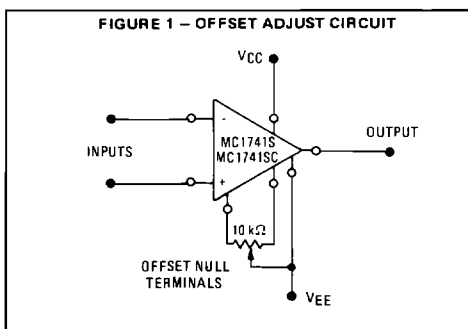 FIGURE 1 – OFFSET ADJUST CIRCUIT
VCC
-
MC1741S
MC1741SC
INPUTS
OUTPUT
+
10 kΩ
OFFSET NULL
TERMINALS
VEE